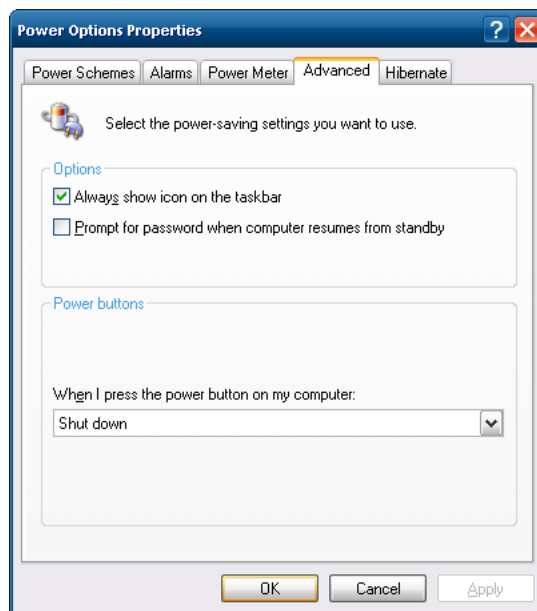 Power Options Properties
Power Schemes Alarms Power Meter Advanced Hibernate
Select the power-saving settings you want to use.
Options
Always show icon on the taskbar
Prompt for password when computer resumes from standby
Power buttons
When I press the power button on my computer:
Shut down
OK Cancel Apply